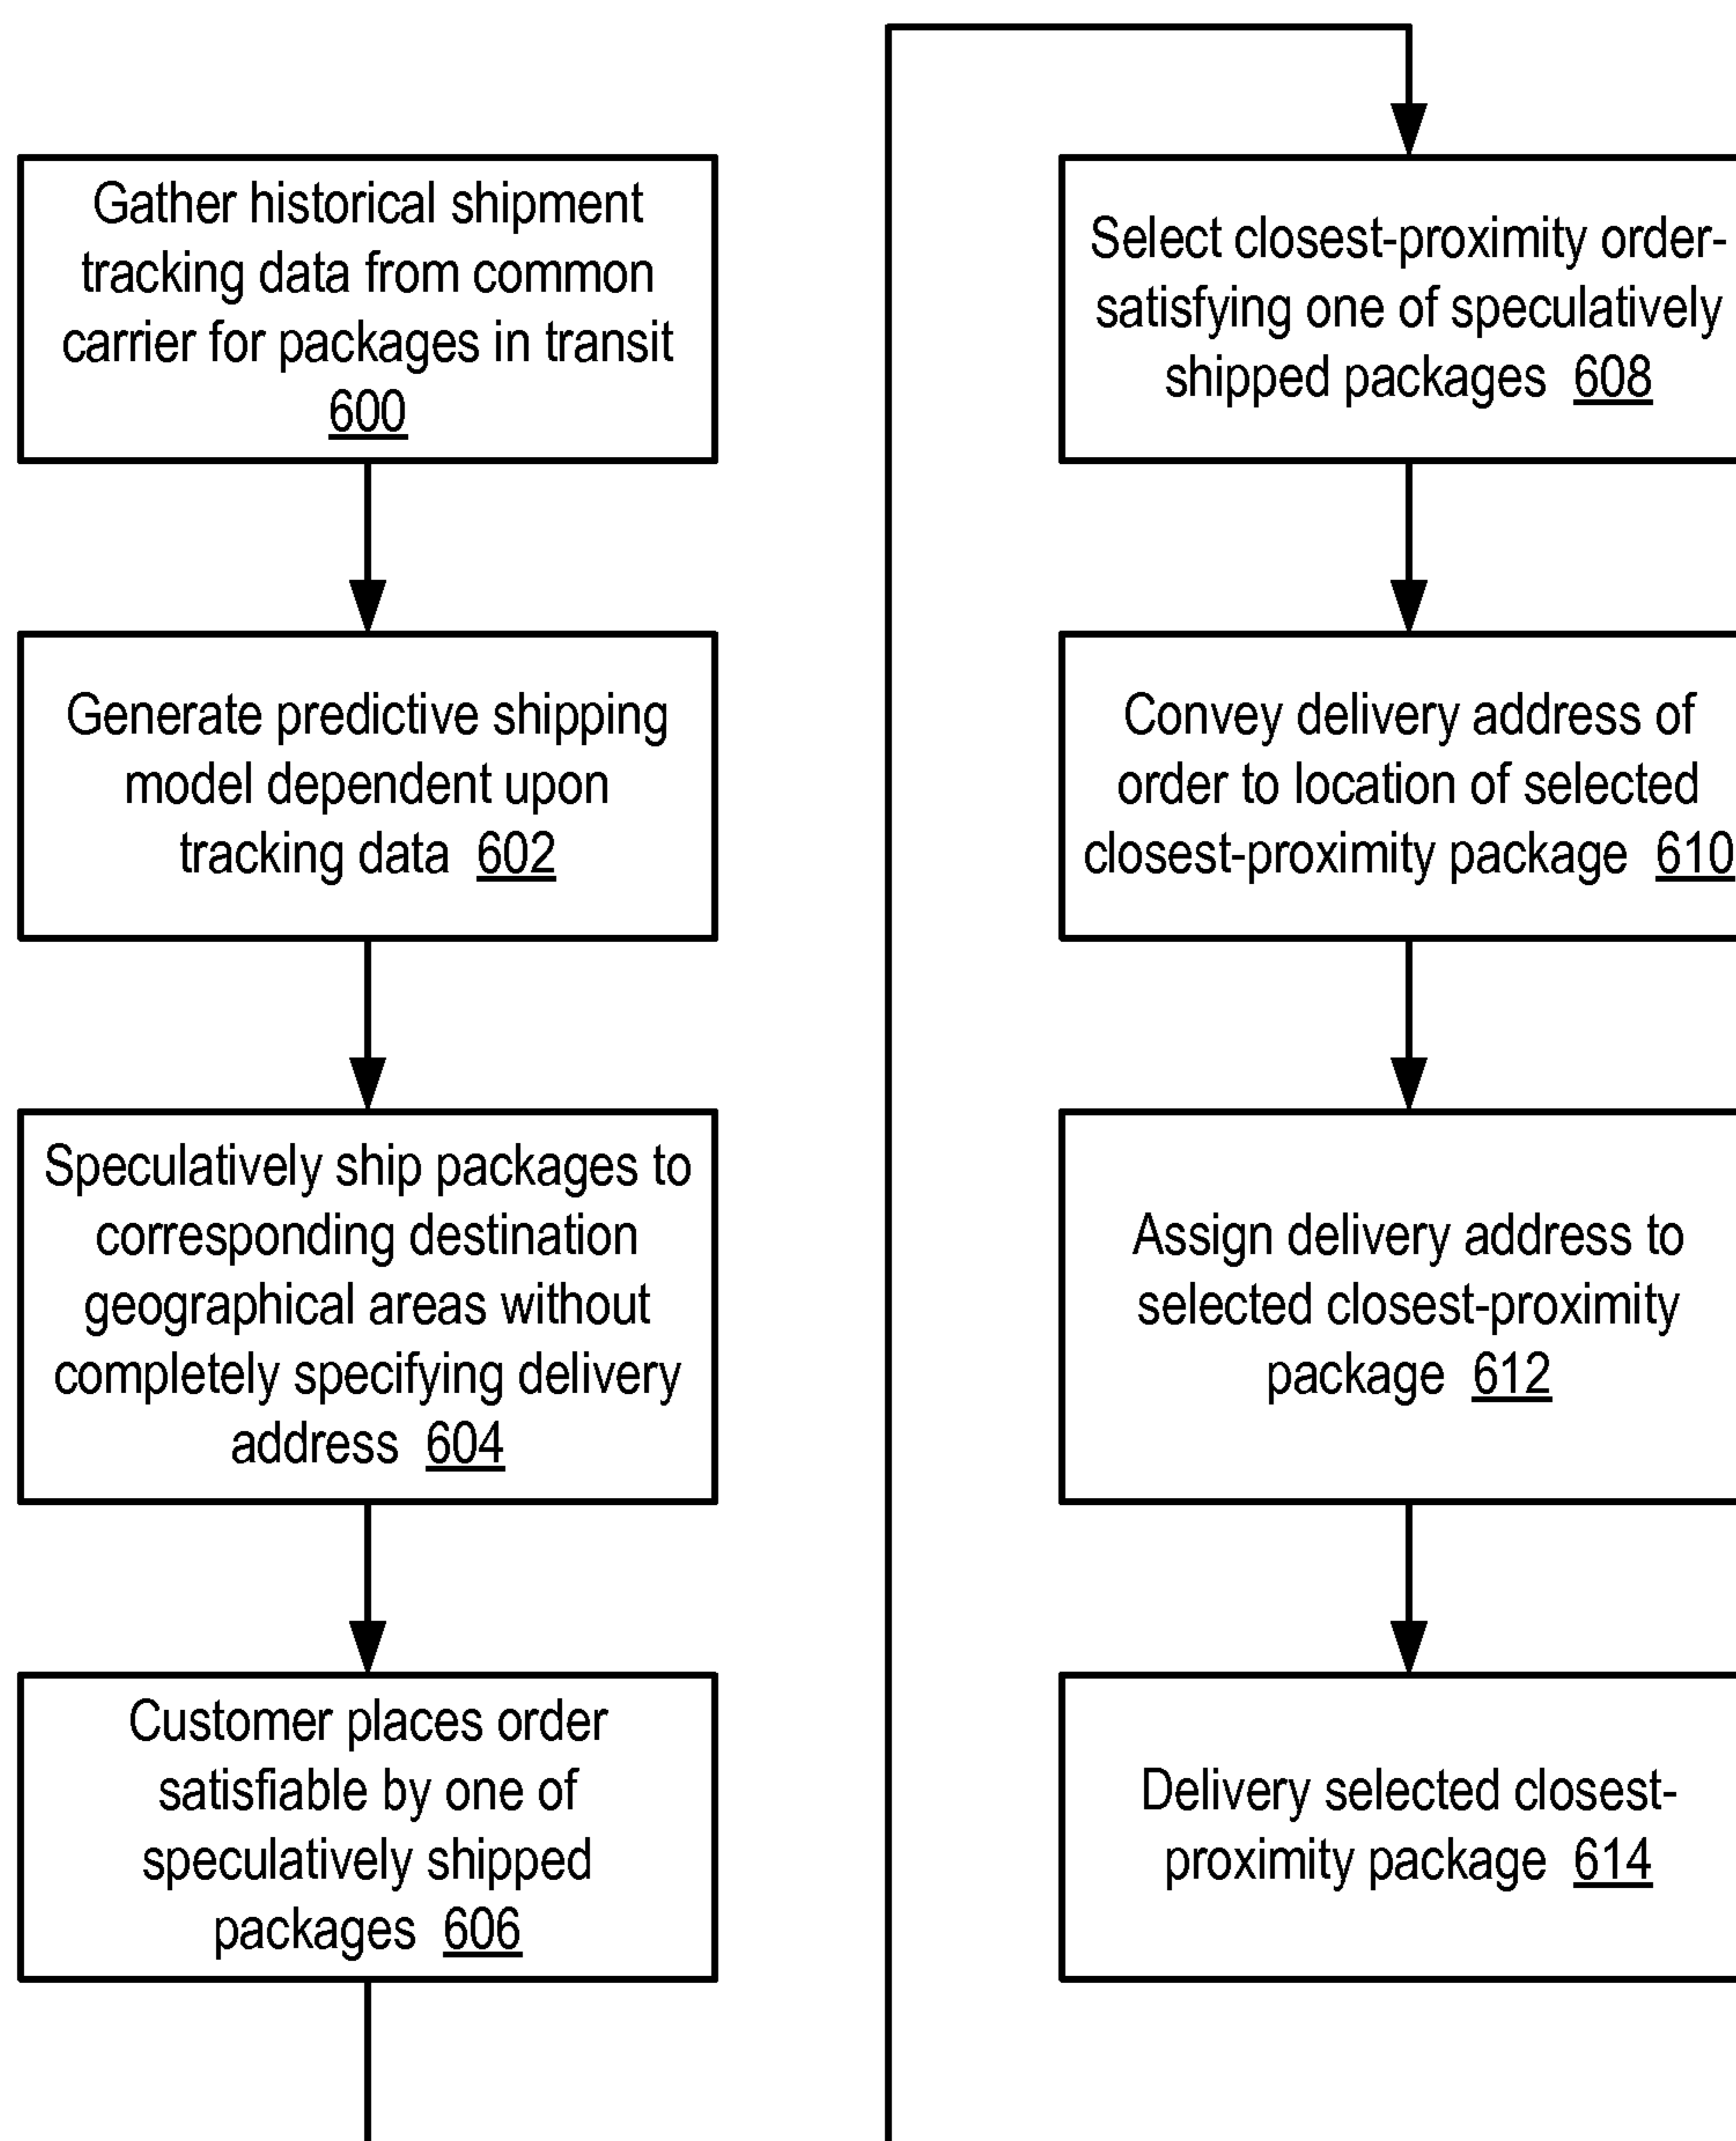 Gather historical shipment
tracking data from common
carrier for packages in transit
600
Generate predictive shipping
model dependent upon
tracking data 602
Speculatively ship packages to
corresponding destination
geographical areas without
completely specifying delivery
address 604
Customer places order
satisfiable by one of
speculatively shipped
packages 606
Select closest-proximity order-
satisfying one of speculatively
shipped packages 608
Convey delivery address of
order to location of selected
closest-proximity package 610
Assign delivery address to
selected closest-proximity
package 612
Delivery selected closest-
proximity package 614